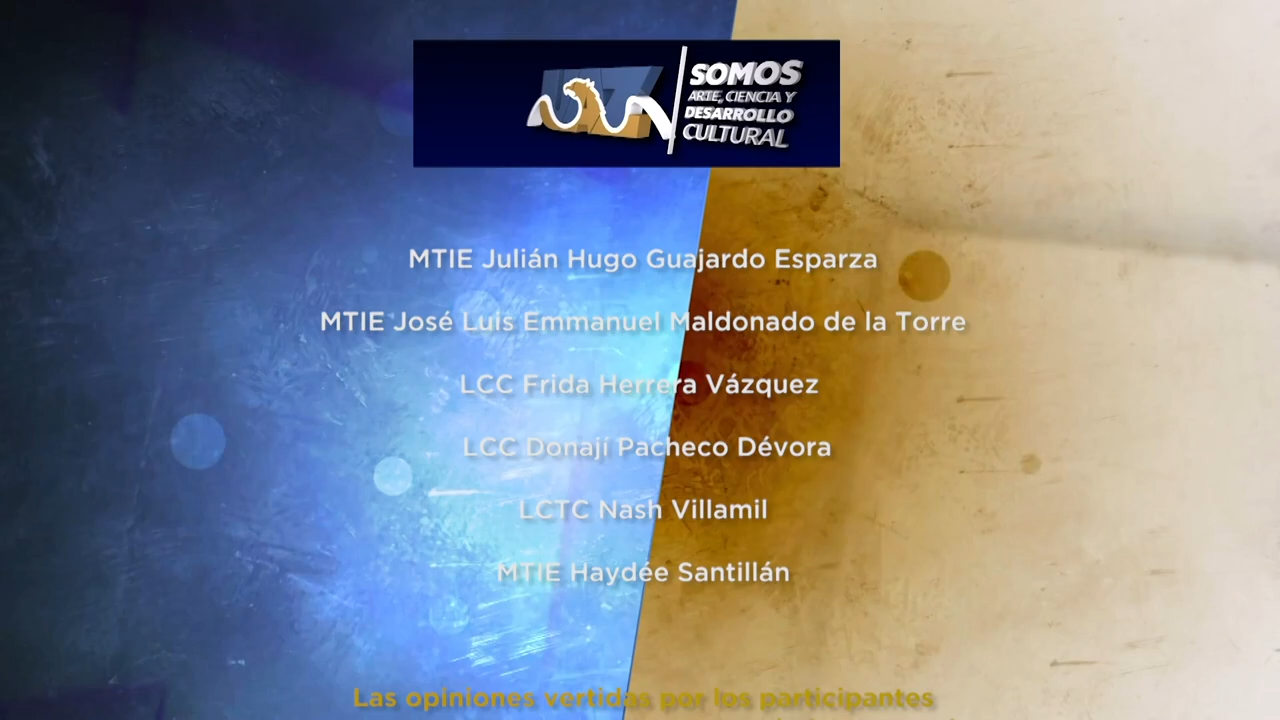 UAZ
SOMOS
ARTE, CIENCIA Y
DESARROLLO
CULTURAL
MTIE Julián Hugo Guajardo Esparza
MTIE José Luis Emmanuel Maldonado de la Torre
LCC Frida Herrera Vázquez
LCC Donají Pacheco Dévora
LCTC Nash Villamil
MTIE Haydée Santillán
Las opiniones vertidas por los participantes